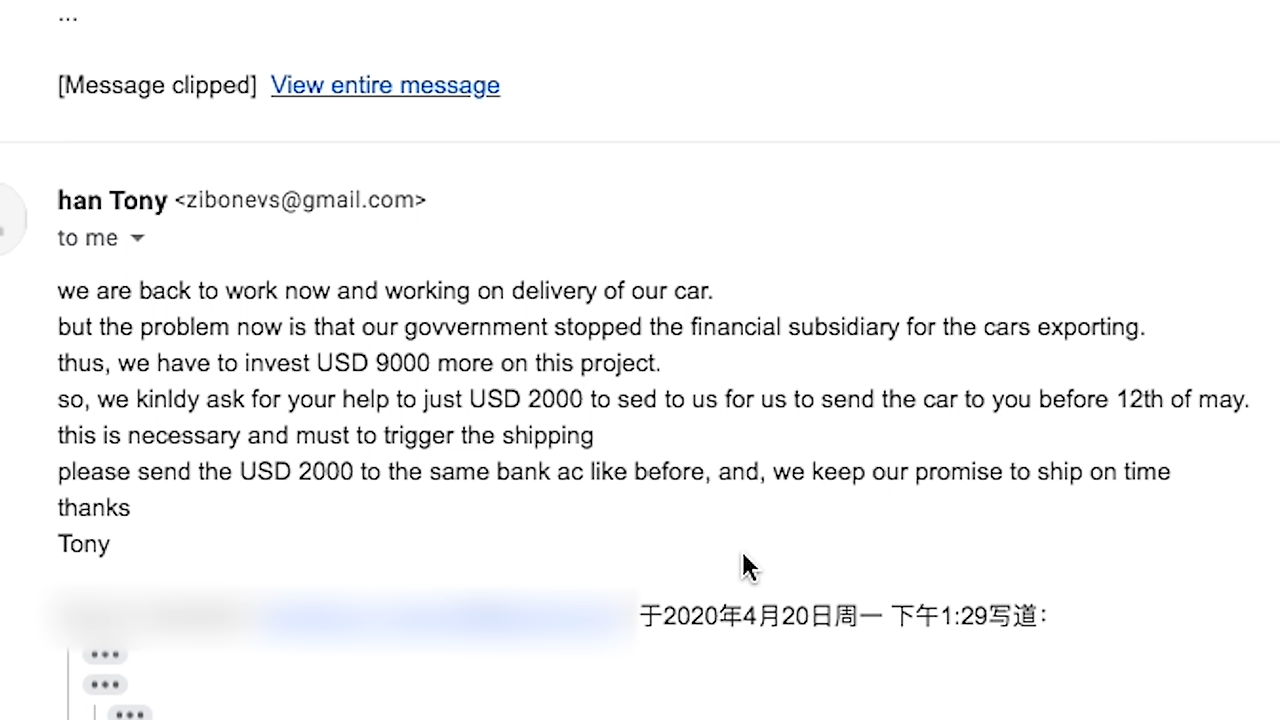 ...
[Message clipped] View entire message
han Tony <zibonevs@gmail.com>
to me
we are back to work now and working on delivery of our car.
but the problem now is that our govvernment stopped the financial subsidiary for the cars exporting.
thus, we have to invest USD 9000 more on this project.
so, we kinldy ask for your help to just USD 2000 to sed to us for us to send the car to you before 12th of may.
this is necessary and must to trigger the shipping
please send the USD 2000 to the same bank ac like before, and, we keep our promise to ship on time
thanks
Tony
于2020年4月20日周一 下午1:29写道：